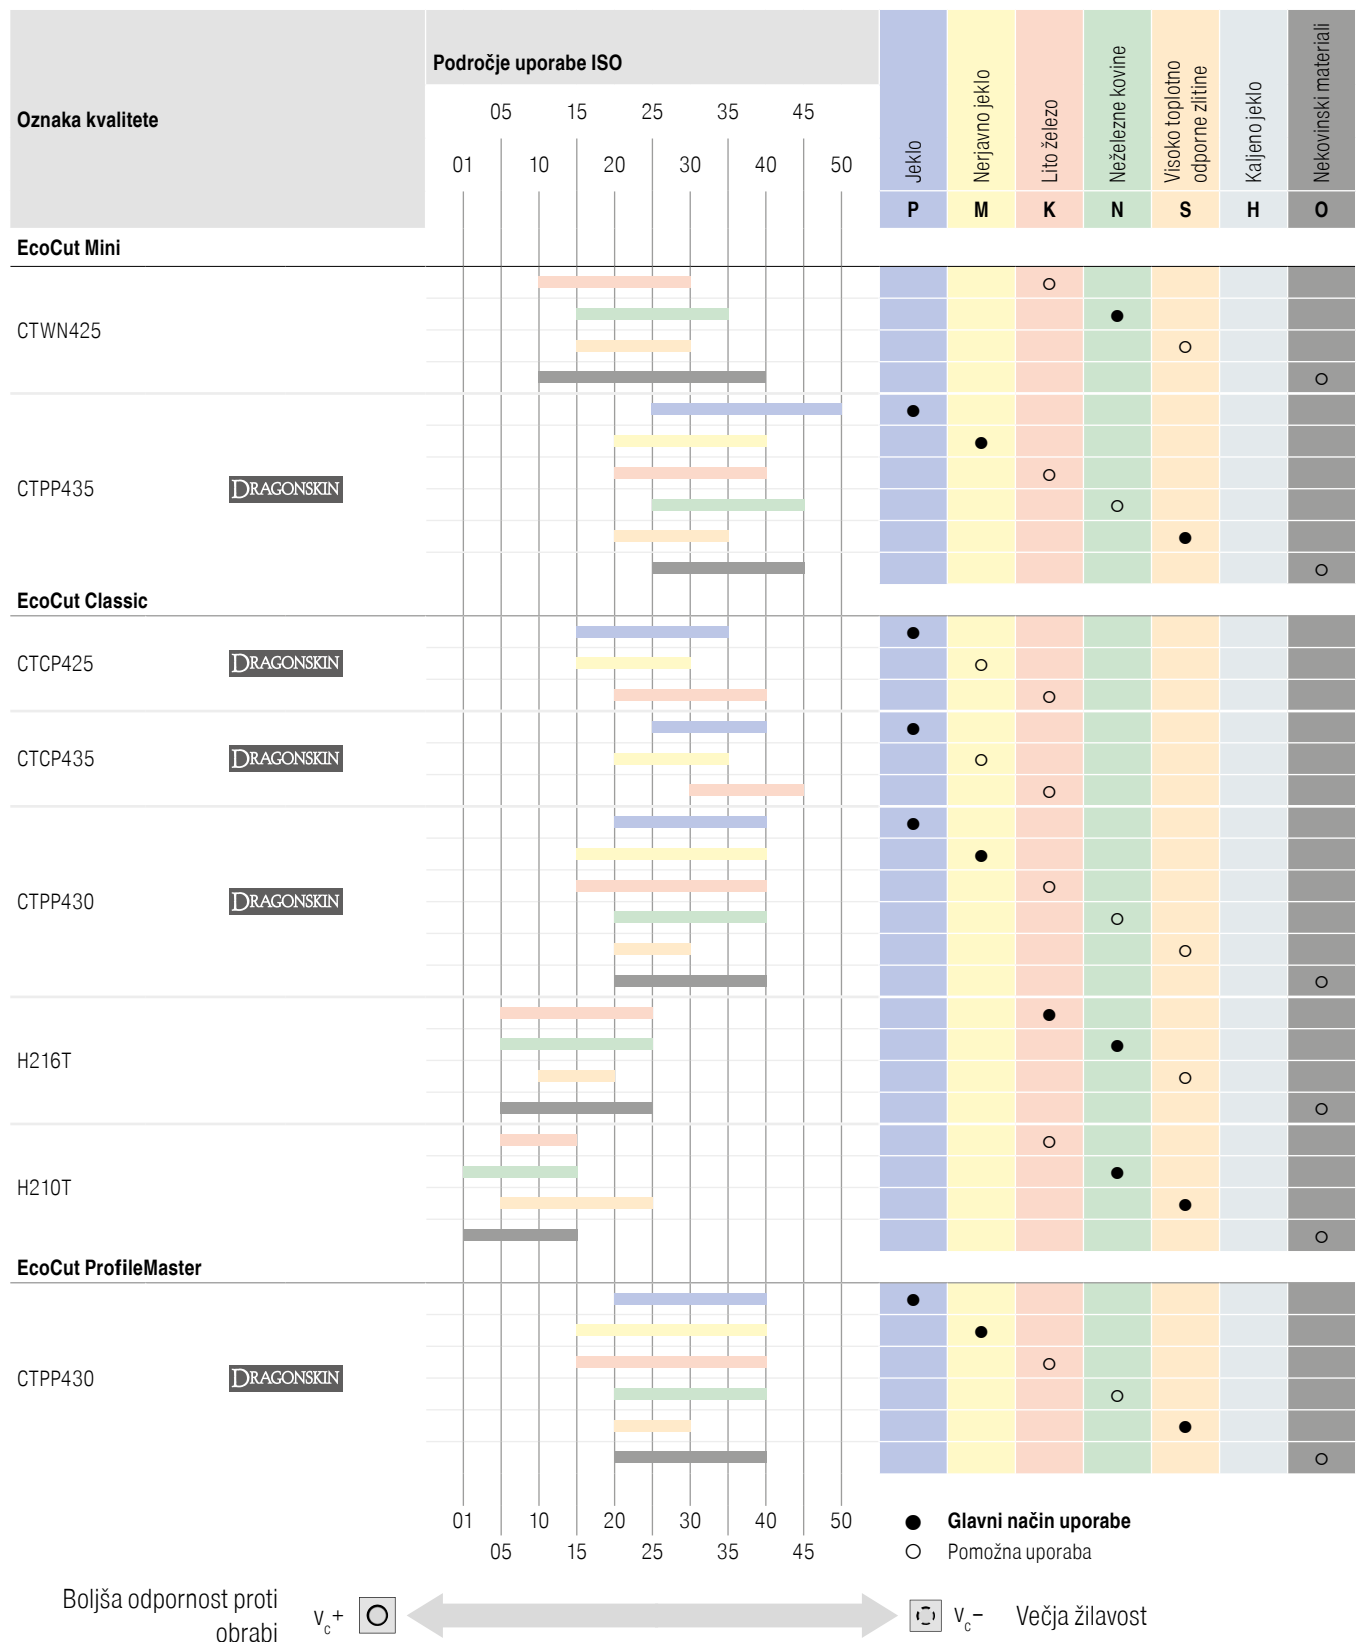 Oznaka kvalitete
Področje uporabe ISO
05 15 25 35 45
01 10 20 30 40 50
Jeklo
Nerjavno jeklo
Lito železo
Neželezne kovine
Visoko toplotno
odporne zlitine
Kaljeno jeklo
Nekovinski materiali
P M K N S H O
EcoCut Mini
CTWN425
CTPP435 DRAGONSKIN
EcoCut Classic
CTCP425 DRAGONSKIN
CTCP435 DRAGONSKIN
CTPP430 DRAGONSKIN
H216T
H210T
EcoCut ProfileMaster
CTPP430 DRAGONSKIN
01 10 20 30 40 50
05 15 25 35 45
● Glavni način uporabe
○ Pomožna uporaba
Boljša odpornost proti
obrabi
vc+
vc−
Večja žilavost